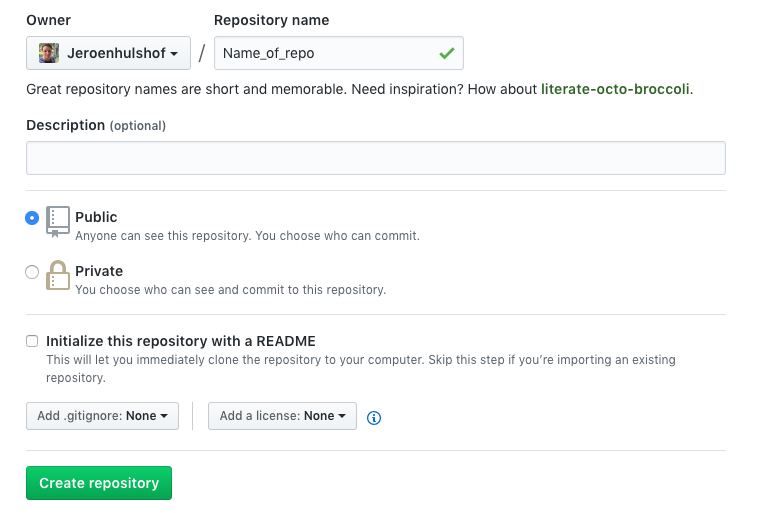 Owner Repository name
Jeroenhulshof / Name_of_repo
Great repository names are short and memorable. Need inspiration? How about literate-octo-broccoli.
Description (optional)
Public
Anyone can see this repository. You choose who can commit.
Private
You choose who can see and commit to this repository.
Initialize this repository with a README
This will let you immediately clone the repository to your computer. Skip this step if you’re importing an existing
repository.
Add .gitignore: None Add a license: None
Create repository